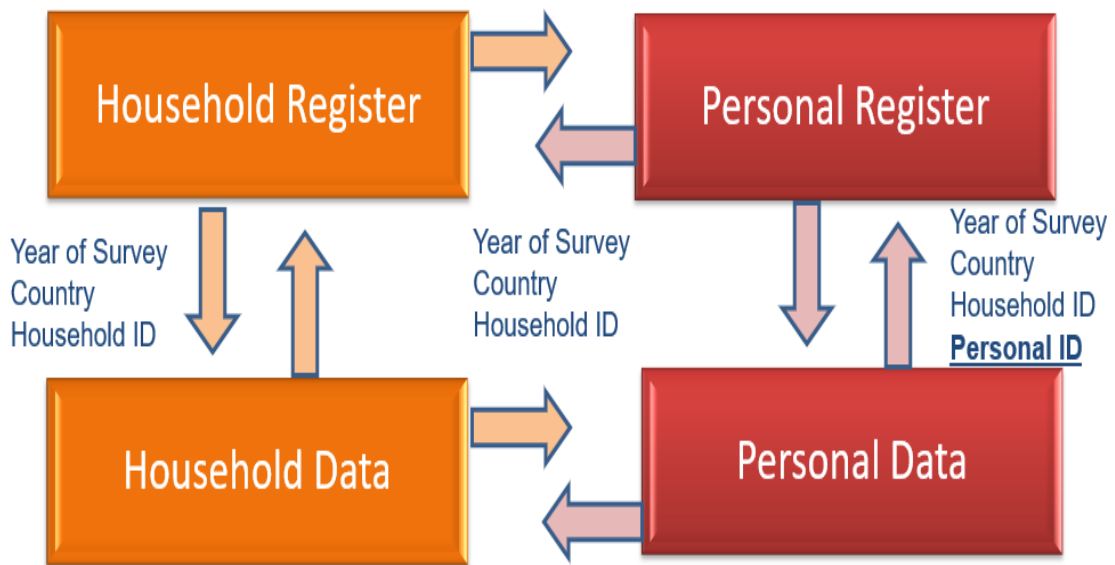 Household Register
Personal Register
Year of Survey
Country
Household ID
Year of Survey
Country
Household ID
Year of Survey
Country
Household ID
Personal ID
Household Data
Personal Data